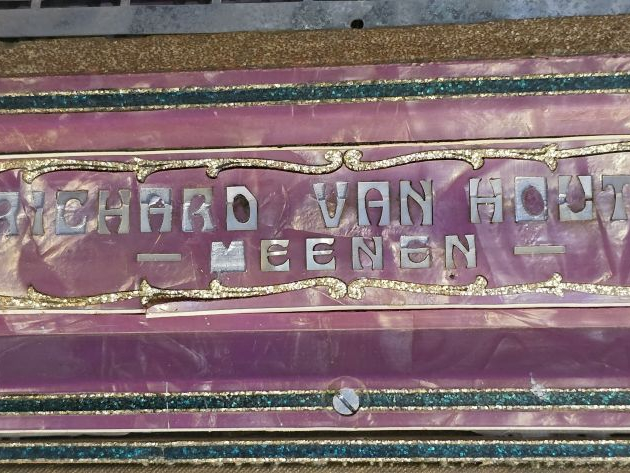 RICHARD VAN HOUT
— MEENEN —